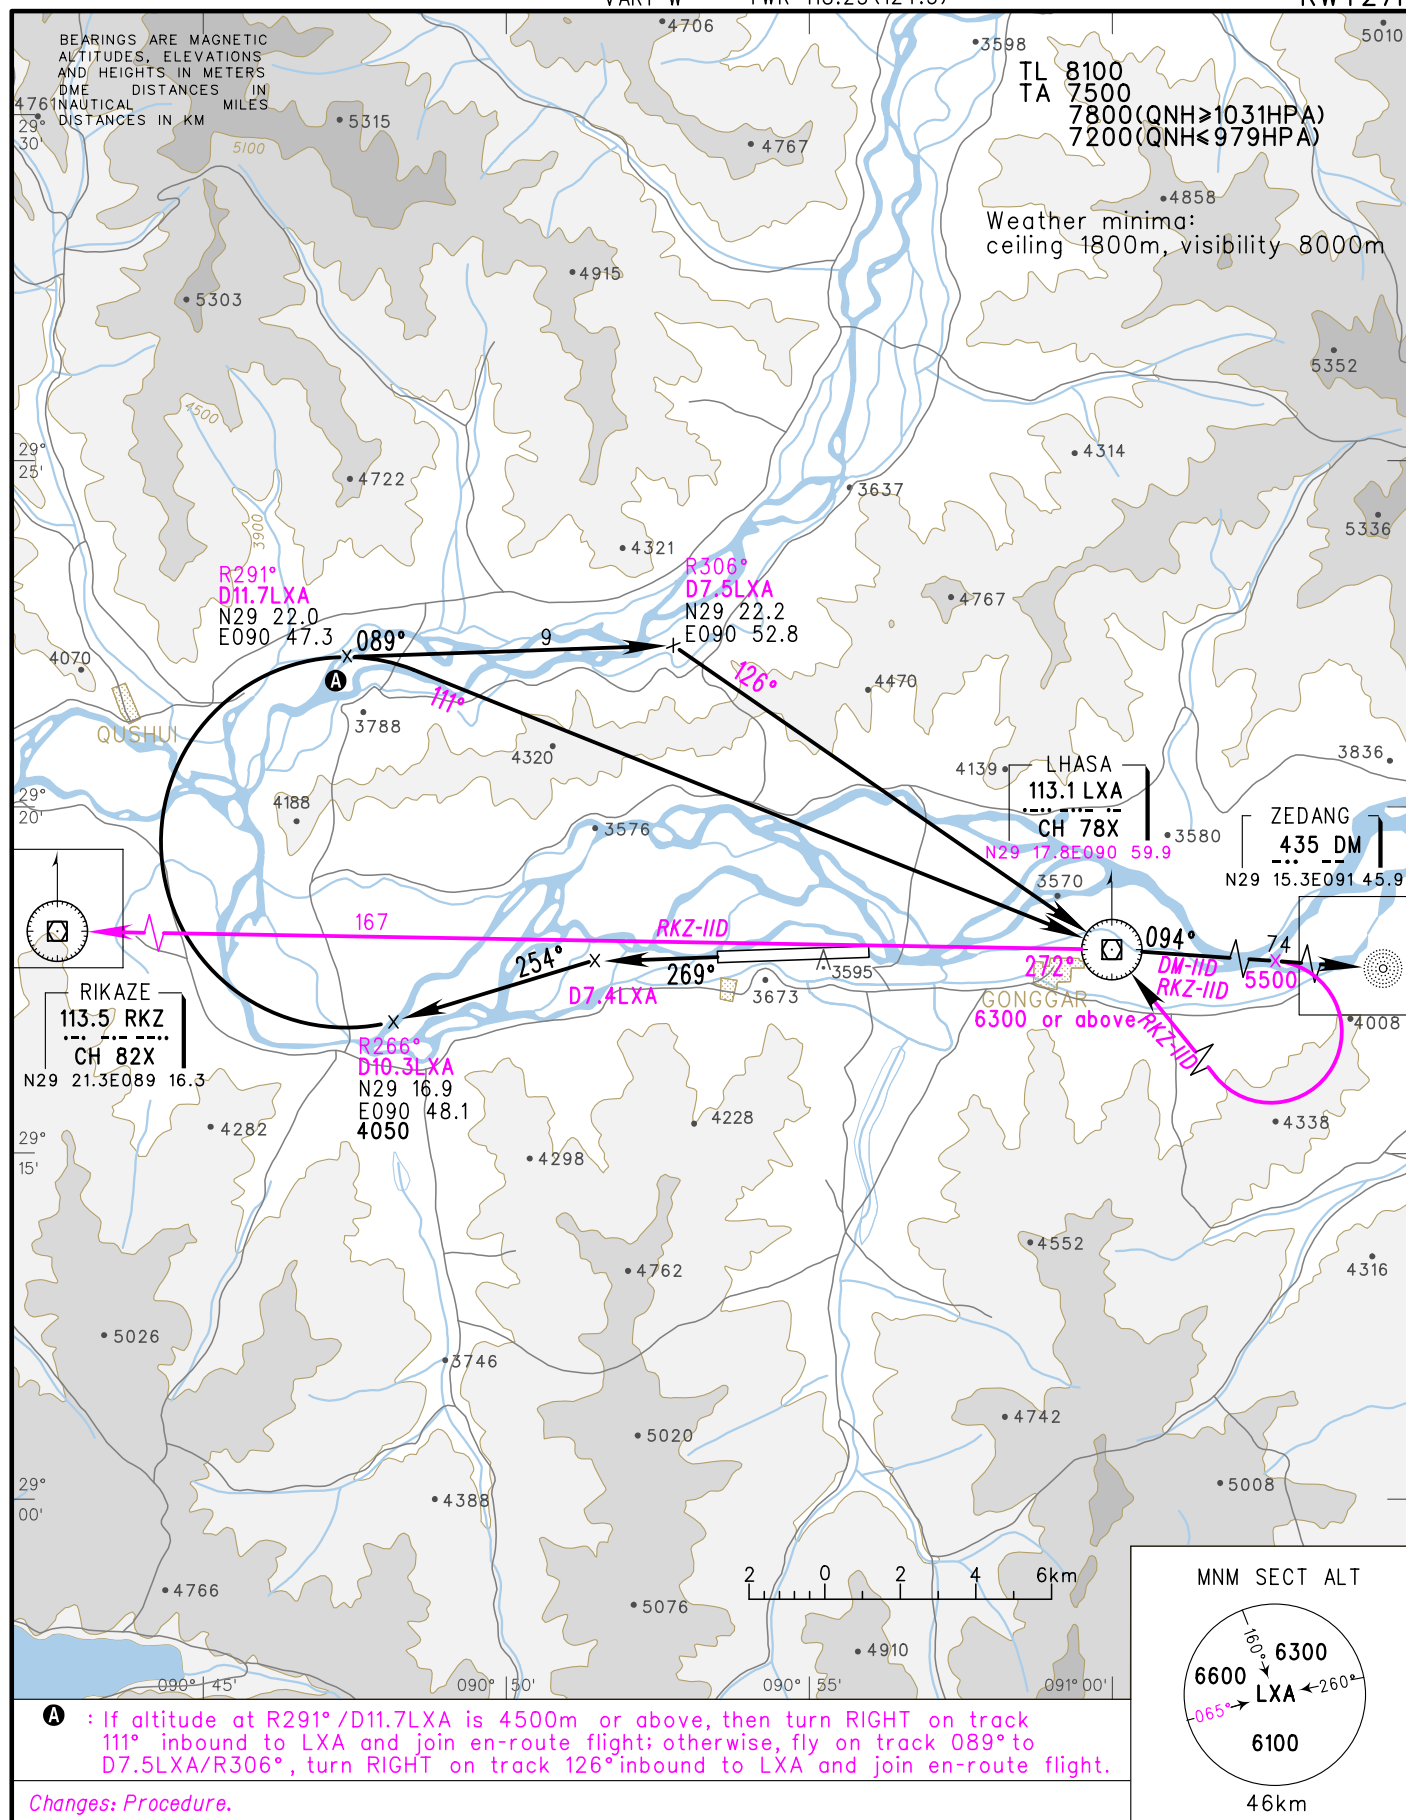 BEARINGS ARE MAGNETIC
ALTITUDES, ELEVATIONS
AND HEIGHTS IN METERS
DME DISTANCES IN
NAUTICAL MILES
DISTANCES IN KM
4706
3598
5010
TL 8100
TA 7500
7800(QNH≥1031HPA)
7200(QNH≤979HPA)
4761
29°
30'
5315
5100
4767
4858
Weather minima:
ceiling 1800m, visibility 8000m
4915
5303
5352
4500
29°
25'
4722
4314
3637
3900
5336
4321
R291°
D11.7LXA
N29 22.0
E090 47.3
089°
9
R306°
D7.5LXA
N29 22.2
E090 52.8
4767
4070
A
111°
126°
4470
3788
QUSHUI
4320
4139
LHASA
113.1 LXA
CH 78X
N29 17.8E090 59.9
3836
29°
20'
4188
3576
3580
ZEDANG
435 DM
N29 15.3E091 45.9
3570
167
RKZ-11D
254°
269°
3595
3673
D7.4LXA
272°
094°
DM-11D
RKZ-11D
74
5500
GONGGAR
6300 or above
RKZ-11D
4008
RIKAZE
113.5 RKZ
CH 82X
N29 21.3E089 16.3
R266°
D10.3LXA
N29 16.9
E090 48.1
4050
4282
4228
4338
29°
15'
4298
4552
4762
4316
5026
3746
4742
5020
5008
29°
00'
4388
4766
5076
4910
2 0 2 4 6km
090° 45'
090° 50'
090° 55'
091° 00'
MNM SECT ALT
160°
6300
6600
LXA
260°
065°
6100
46km
A : If altitude at R291°/D11.7LXA is 4500m or above, then turn RIGHT on track
111° inbound to LXA and join en-route flight; otherwise, fly on track 089° to
D7.5LXA/R306°, turn RIGHT on track 126° inbound to LXA and join en-route flight.
Changes: Procedure.